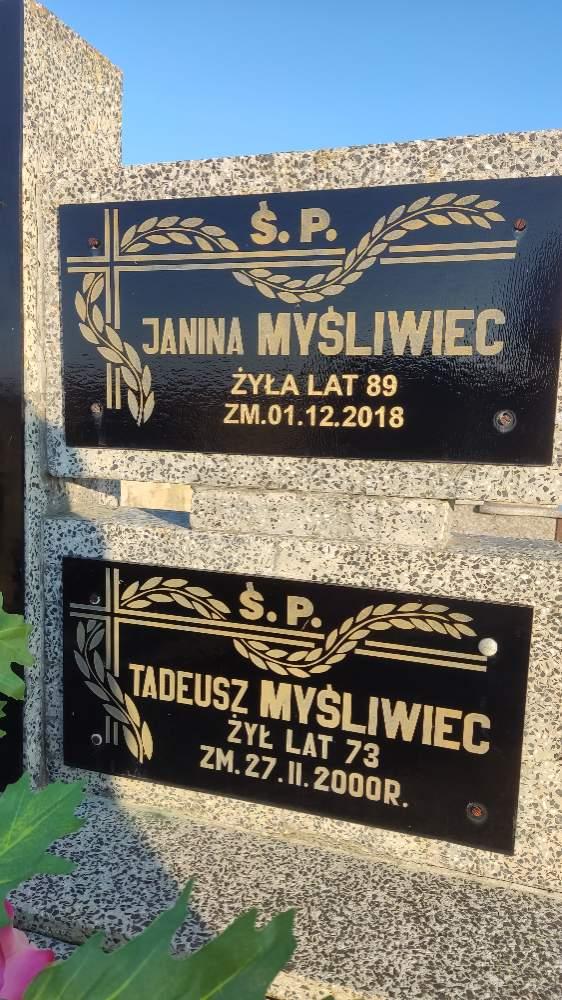 Ś. P.
JANINA MYŚLIWIEC
ŻYŁA LAT 89
ZM.01.12.2018
Ś. P.
TADEUSZ MYŚLIWIEC
ŻYŁ LAT 73
ZM. 27. II. 2000R.